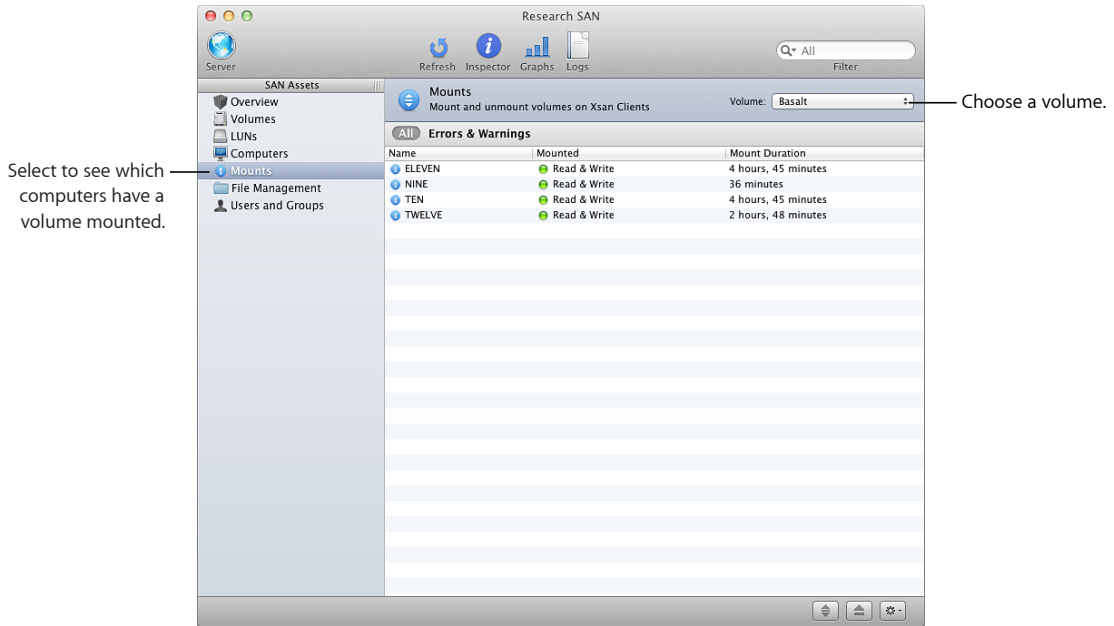 Research SAN
Server
Refresh
Inspector
Graphs
Logs
All
Filter
SAN Assets
Overview
Volumes
LUNs
Computers
Mounts
File Management
Users and Groups
Mounts
Mount and unmount volumes on Xsan Clients
Volume: Basalt
All Errors & Warnings
Name Mounted Mount Duration
ELEVEN Read & Write 4 hours, 45 minutes
NINE Read & Write 36 minutes
TEN Read & Write 4 hours, 45 minutes
TWELVE Read & Write 2 hours, 48 minutes
Select to see which
computers have a
volume mounted.
Choose a volume.